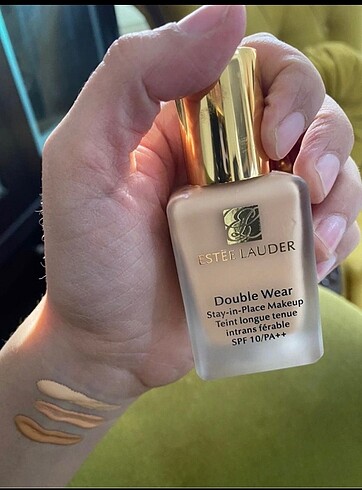 ESTĒE LAUDER
Double Wear
Stay-in-Place Makeup
Teint longue tenue
intrans férable
SPF 10/PA++